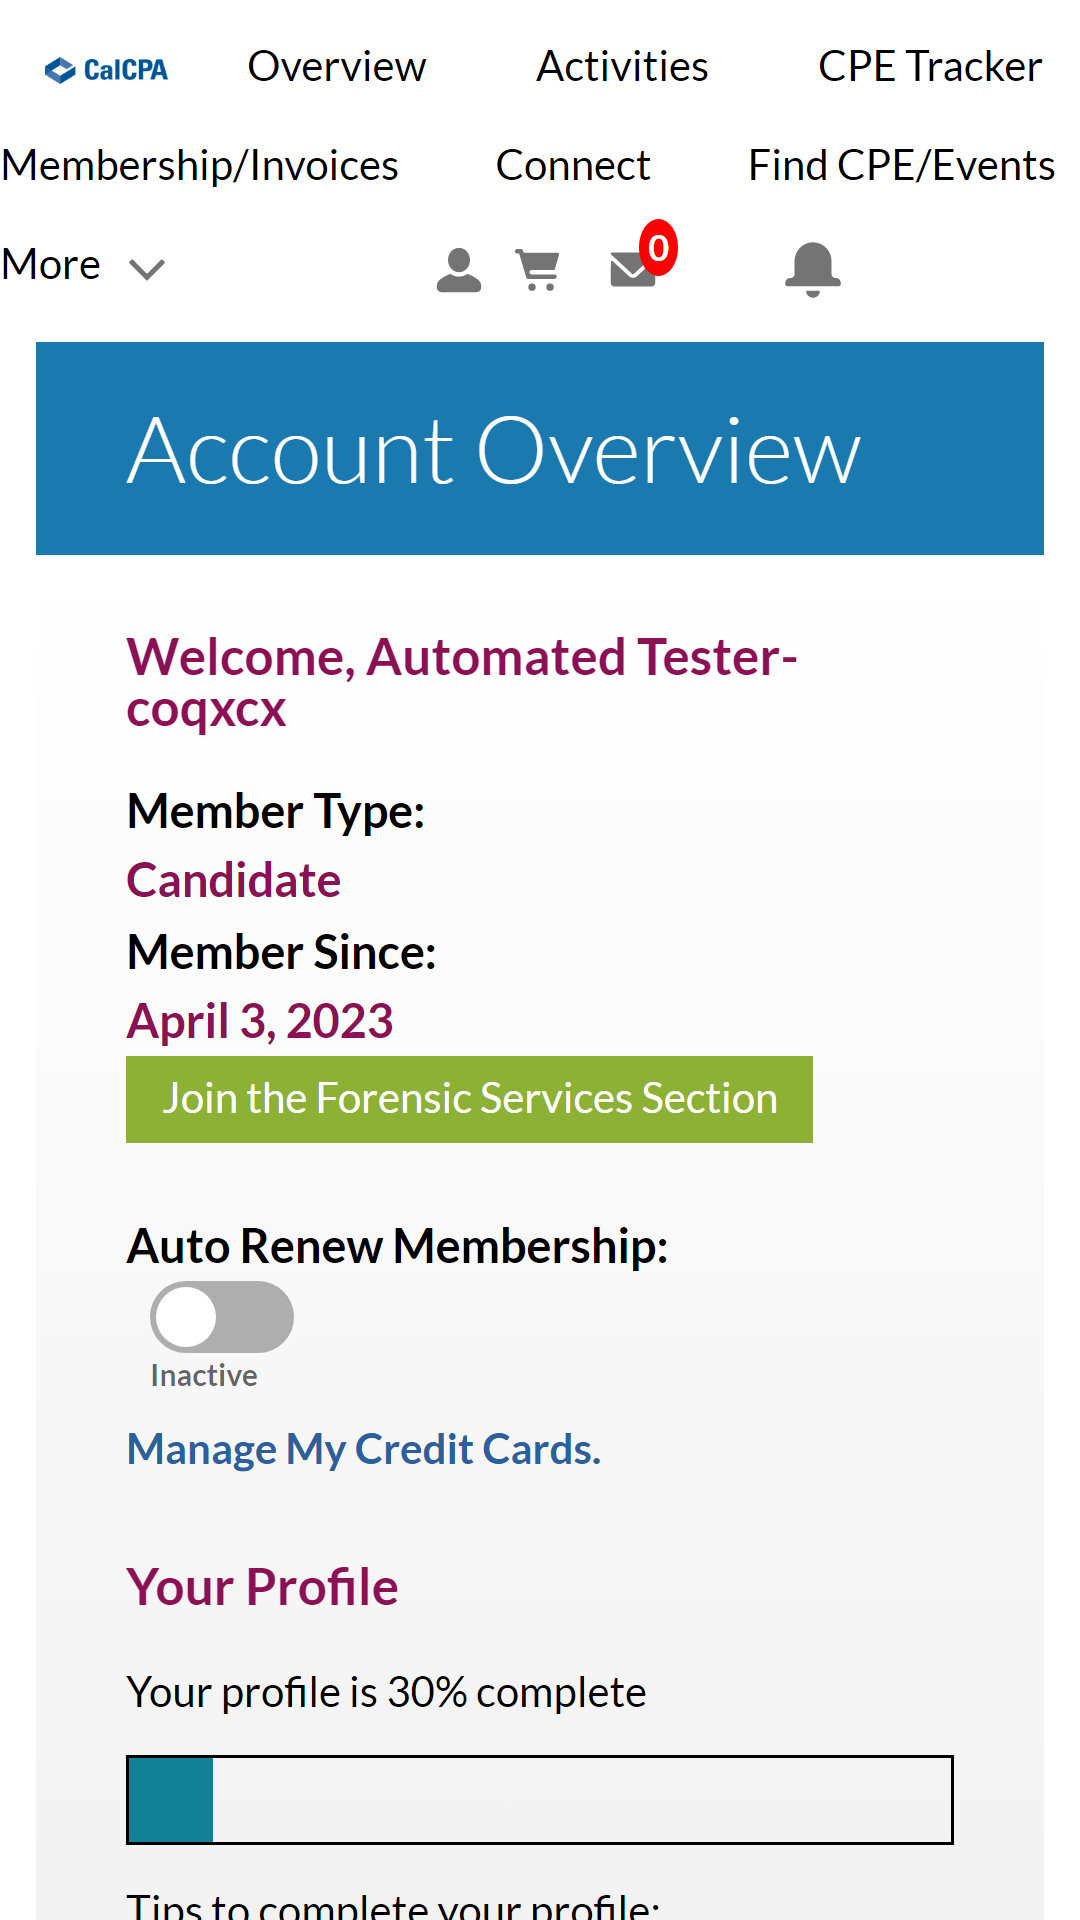 CalCPA Overview Activities CPE Tracker
Membership/Invoices Connect Find CPE/Events
More 0
Account Overview
Welcome, Automated Tester-
coqxcx
Member Type:
Candidate
Member Since:
April 3, 2023
Join the Forensic Services Section
Auto Renew Membership:
Inactive
Manage My Credit Cards.
Your Profile
Your profile is 30% complete
Tips to complete your profile: